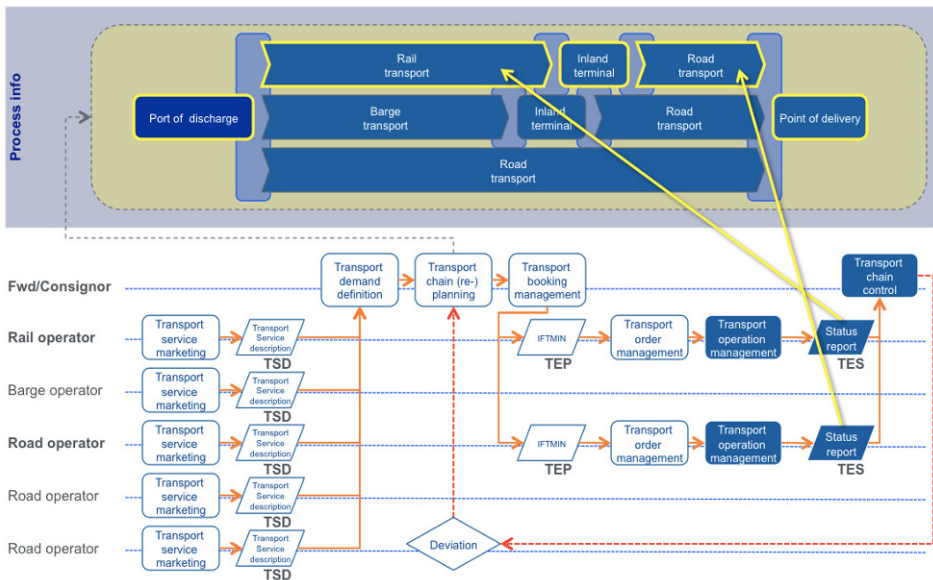 Process info
Rail
transport
Inland
terminal
Road
transport
Port of discharge
Barge
transport
Inland
terminal
Road
transport
Point of delivery
Road
transport
Fwd/Consignor
Transport
demand
definition
Transport
chain (re-)
planning
Transport
booking
management
Transport
chain
control
Rail operator
Transport
service
marketing
Transport
Service
description
TSD
IFTMIN
TEP
Transport
order
management
Transport
operation
management
Status
report
TES
Barge operator
Transport
service
marketing
Transport
Service
description
TSD
Road operator
Transport
service
marketing
Transport
Service
description
TSD
IFTMIN
TEP
Transport
order
management
Transport
operation
management
Status
report
TES
Road operator
Transport
service
marketing
Transport
Service
description
TSD
Road operator
Transport
service
marketing
Transport
Service
description
TSD
Deviation